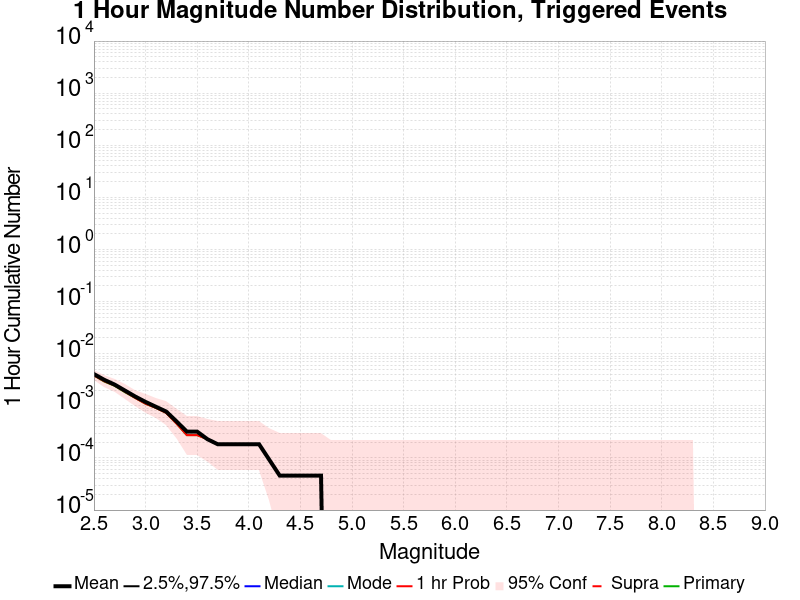 1 Hour Magnitude Number Distribution, Triggered Events
10^4
10^3
10^2
10^1
10^0
10^-1
10^-2
10^-3
10^-4
10^-5
1 Hour Cumulative Number
2.5 3.0 3.5 4.0 4.5 5.0 5.5 6.0 6.5 7.0 7.5 8.0 8.5 9.0
Magnitude
Mean 2.5%,97.5% Median Mode 1 hr Prob 95% Conf Supra Primary